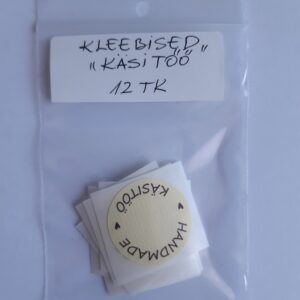 KLEEBISED
„KÄSITÖÖ"
12 TK
HANDMADE
KÄSITÖÖ